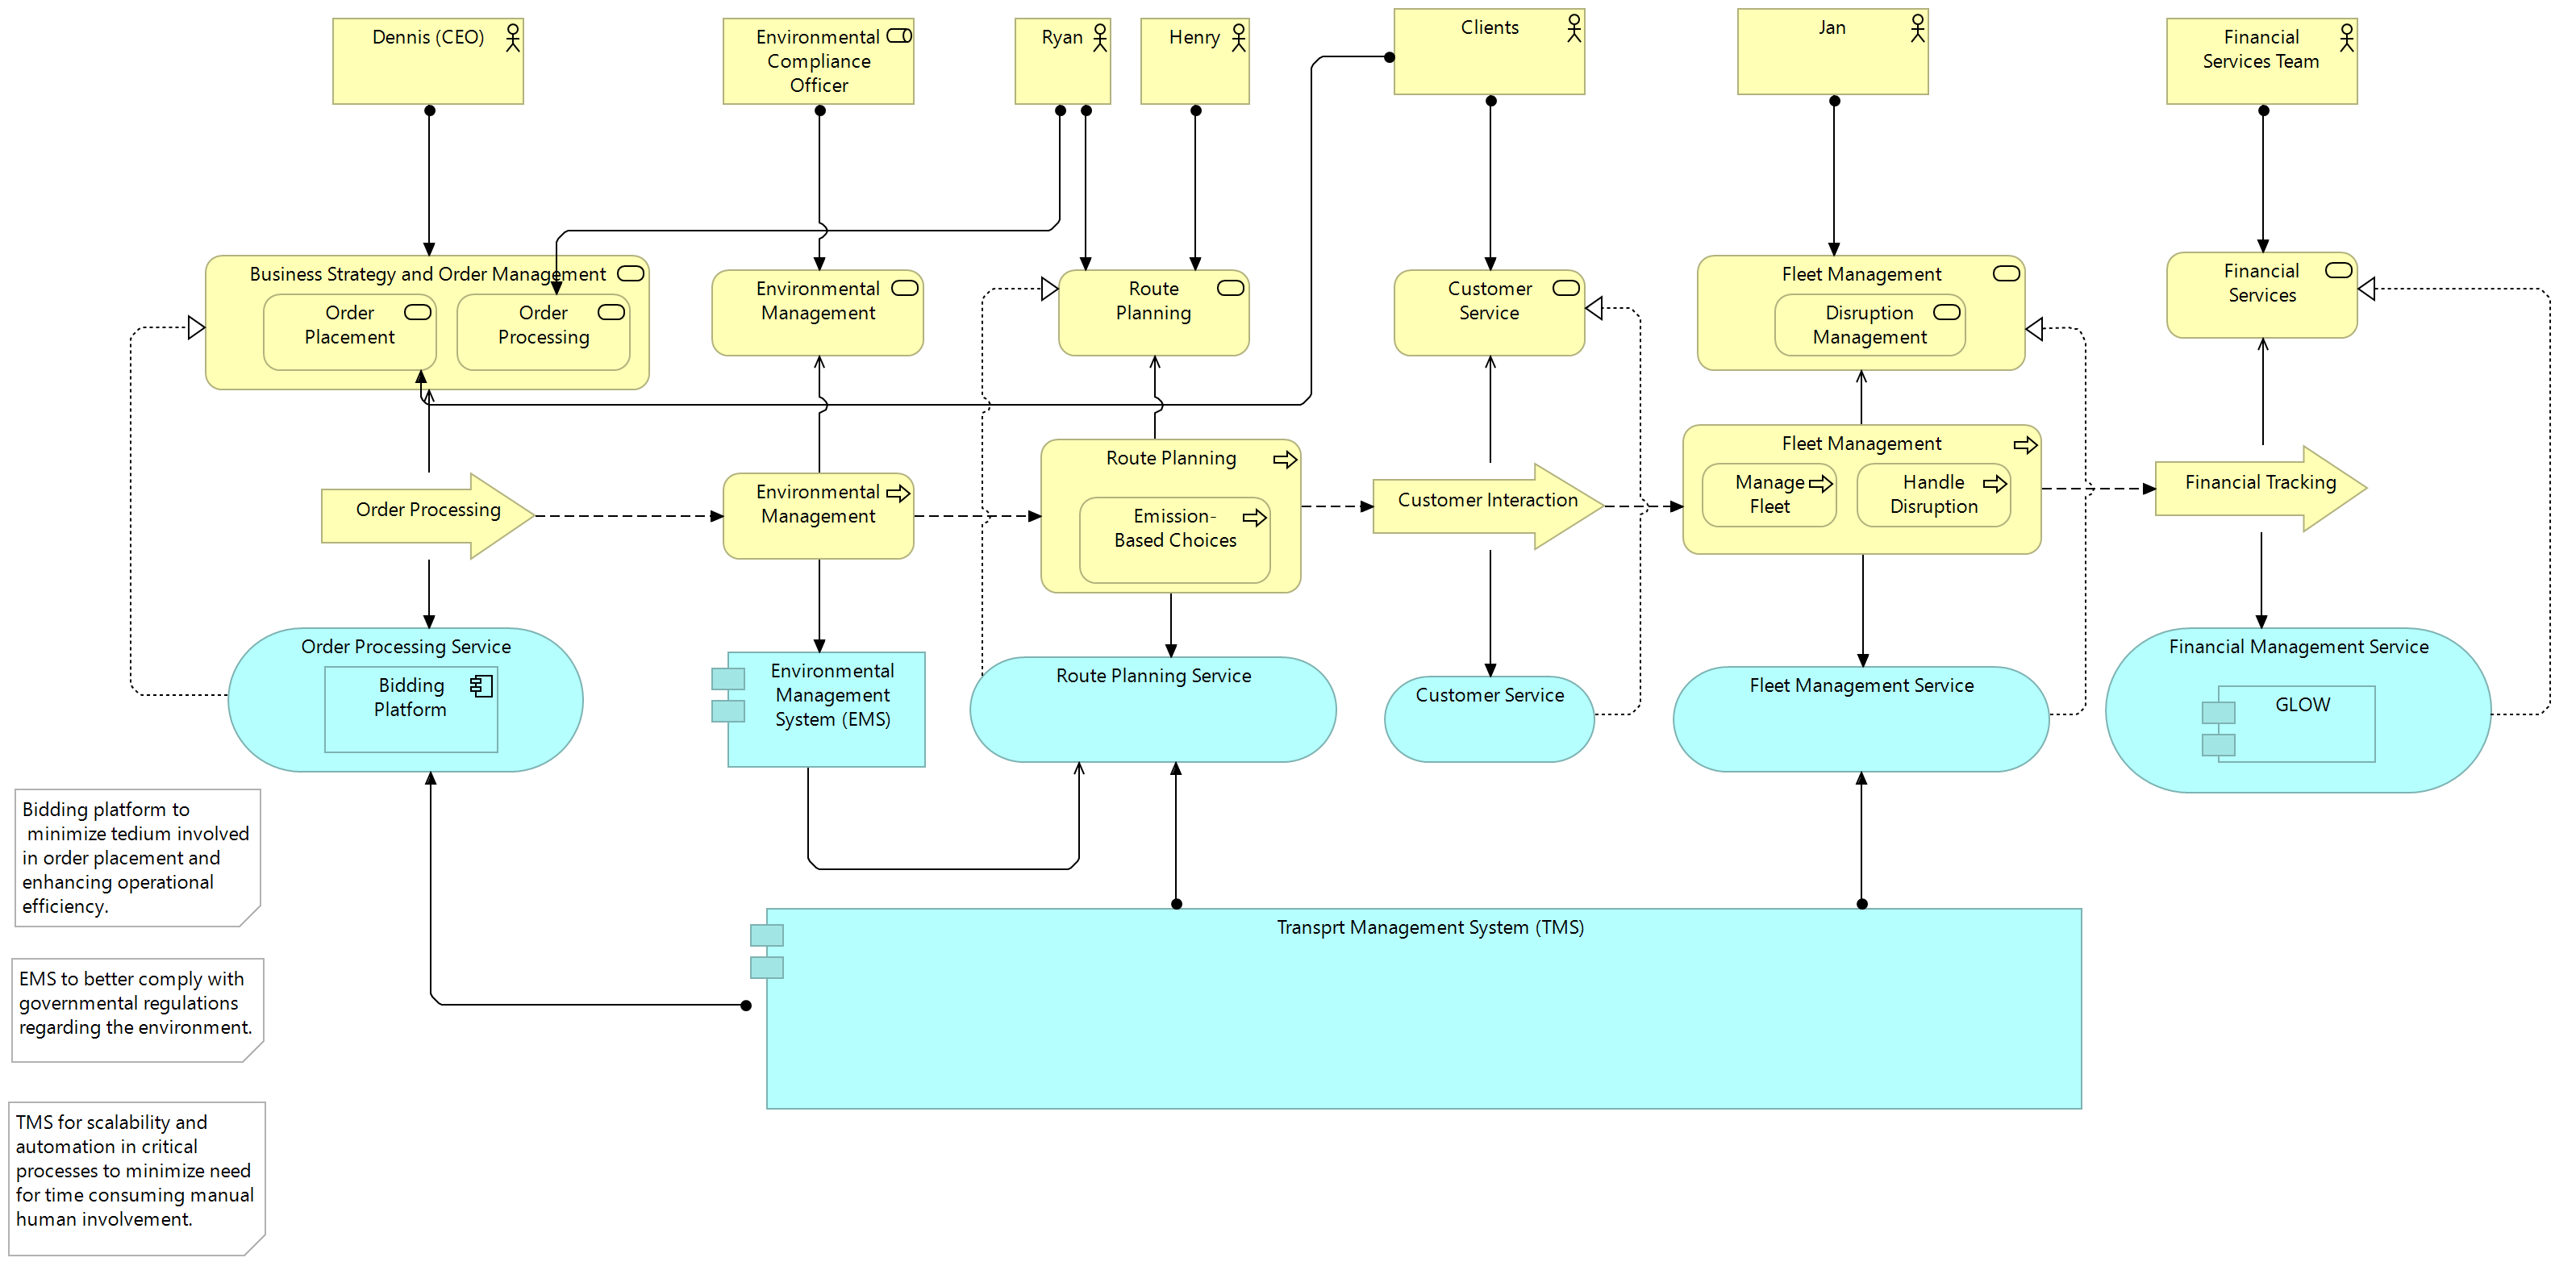 Dennis (CEO)
Environmental
Compliance
Officer
Ryan
Henry
Clients
Jan
Financial
Services Team
Business Strategy and Order Management
Order
Placement
Order
Processing
Environmental
Management
Route
Planning
Customer
Service
Fleet Management
Disruption
Management
Financial
Services
Order Processing
Environmental
Management
Route Planning
Emission-
Based Choices
Customer Interaction
Fleet Management
Manage
Fleet
Handle
Disruption
Financial Tracking
Order Processing Service
Bidding
Platform
Environmental
Management
System (EMS)
Route Planning Service
Customer Service
Fleet Management Service
Financial Management Service
GLOW
Bidding platform to
minimize tedium involved
in order placement and
enhancing operational
efficiency.
Transprt Management System (TMS)
EMS to better comply with
governmental regulations
regarding the environment.
TMS for scalability and
automation in critical
processes to minimize need
for time consuming manual
human involvement.